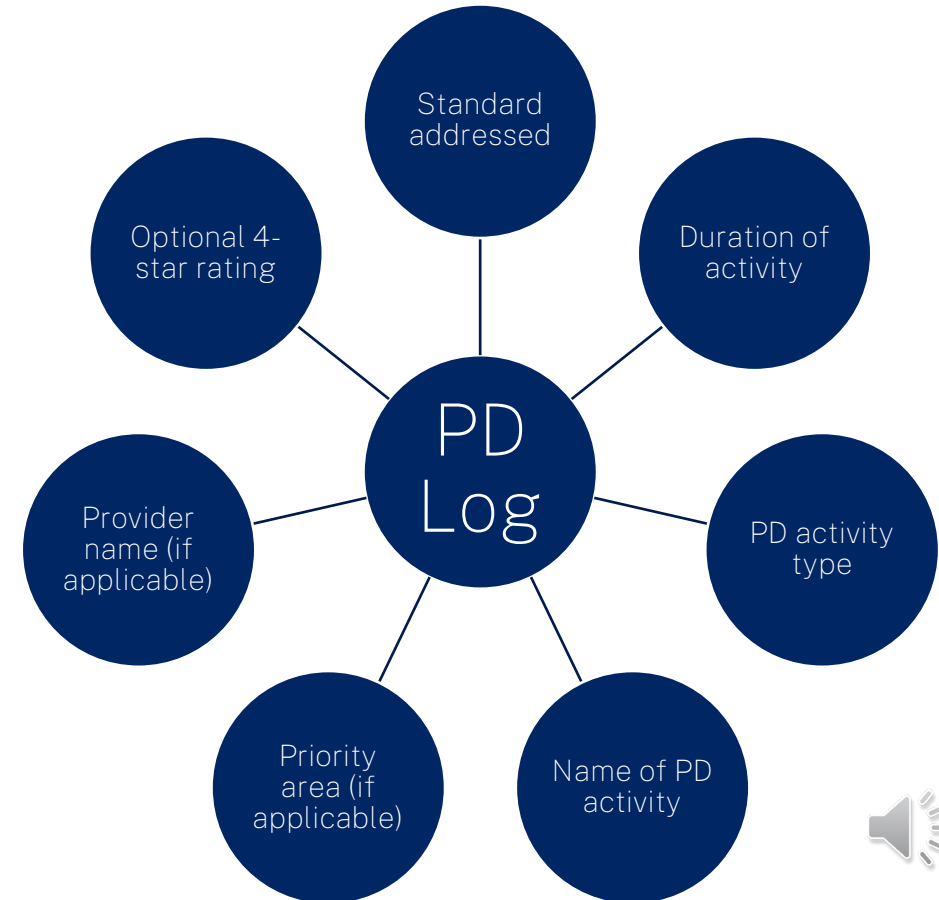 Standard
addressed
Optional 4-
star rating
Duration of
activity
PD
Log
Provider
name (if
applicable)
PD activity
type
Priority
area (if
applicable)
Name of PD
activity